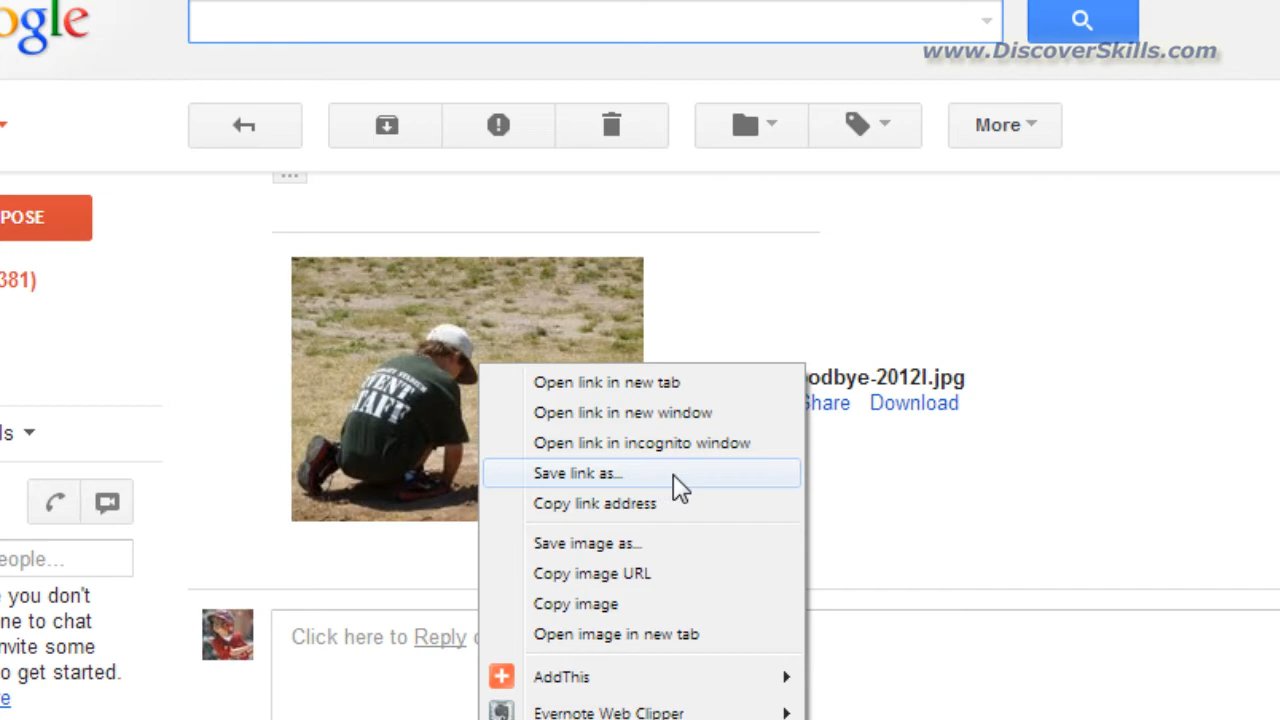 ogle
www.DiscoverSkills.com
More
...
POSE
381)
EVENT
STAFF
Open link in new tab
odbye-2012l.jpg
Share Download
Open link in new window
Open link in incognito window
Save link as...
Copy link address
Save image as...
Copy image URL
Copy image
Open image in new tab
AddThis
Evernote Web Clipper
ls
eople...
you don't
ne to chat
nvite some
o get started.
re
Click here to Reply